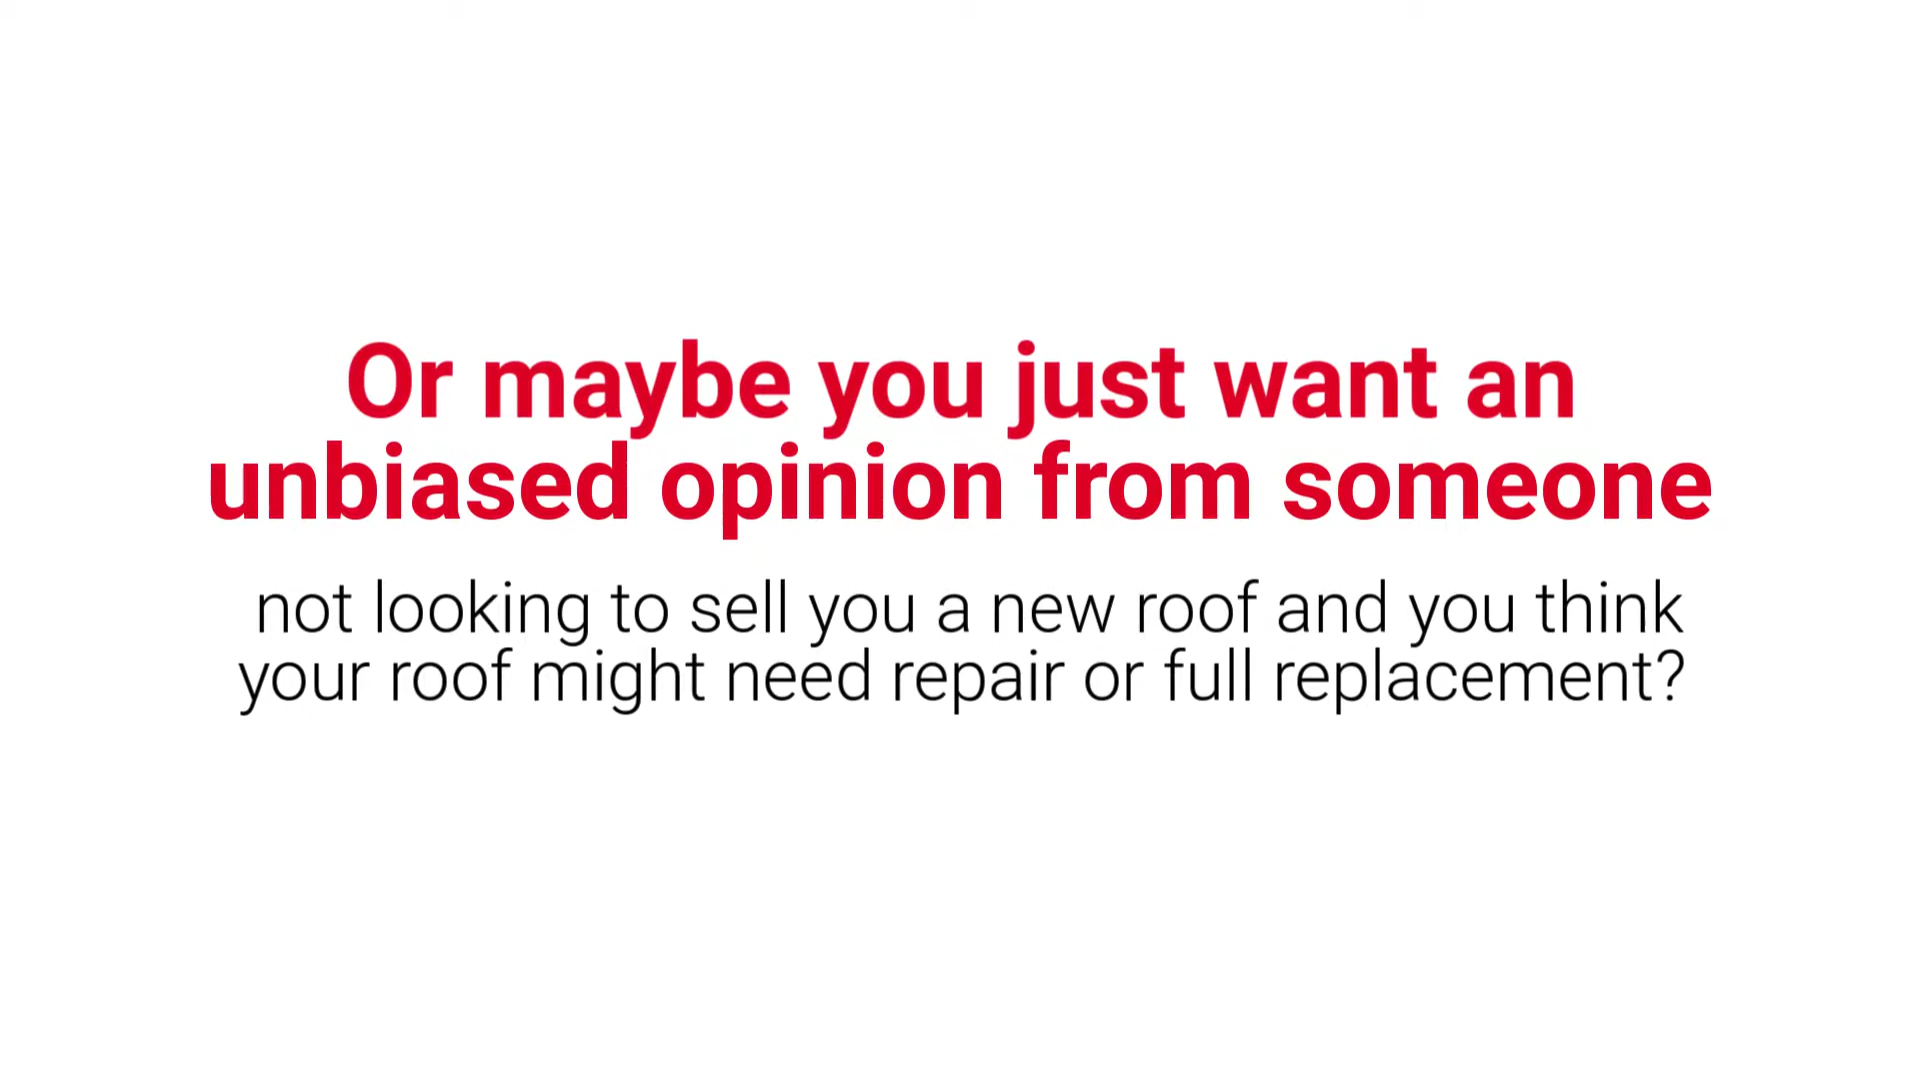 Or maybe you just want an
unbiased opinion from someone
not looking to sell you a new roof and you think
your roof might need repair or full replacement?